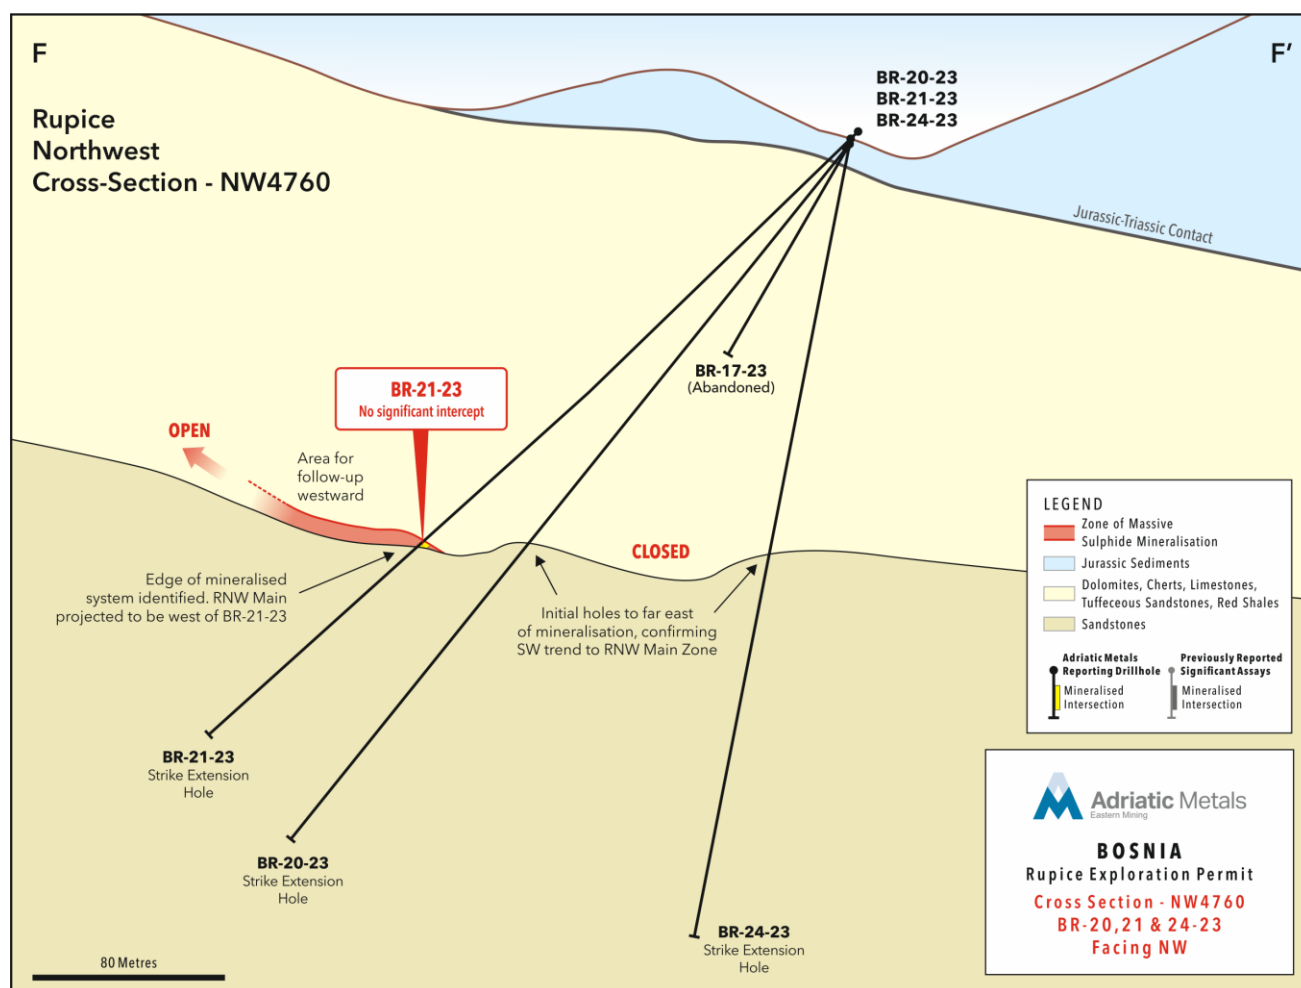 F
F'
Rupice
Northwest
Cross-Section - NW4760
BR-20-23
BR-21-23
BR-24-23
Jurassic-Triassic Contact
BR-17-23
(Abandoned)
BR-21-23
No significant intercept
OPEN
Area for
follow-up
westward
CLOSED
Edge of mineralised
system identified. RNW Main
projected to be west of BR-21-23
Initial holes to far east
of mineralisation, confirming
SW trend to RNW Main Zone
BR-21-23
Strike Extension
Hole
BR-20-23
Strike Extension
Hole
BR-24-23
Strike Extension
Hole
80 Metres
LEGEND
Zone of Massive
Sulphide Mineralisation
Jurassic Sediments
Dolomites, Cherts, Limestones,
Tuffeceous Sandstones, Red Shales
Sandstones
Adriatic Metals
Reporting Drillhole
Mineralised
Intersection
Previously Reported
Significant Assays
Mineralised
Intersection
Adriatic Metals
Eastern Mining
BOSNIA
Rupice Exploration Permit
Cross Section - NW4760
BR-20,21 & 24-23
Facing NW